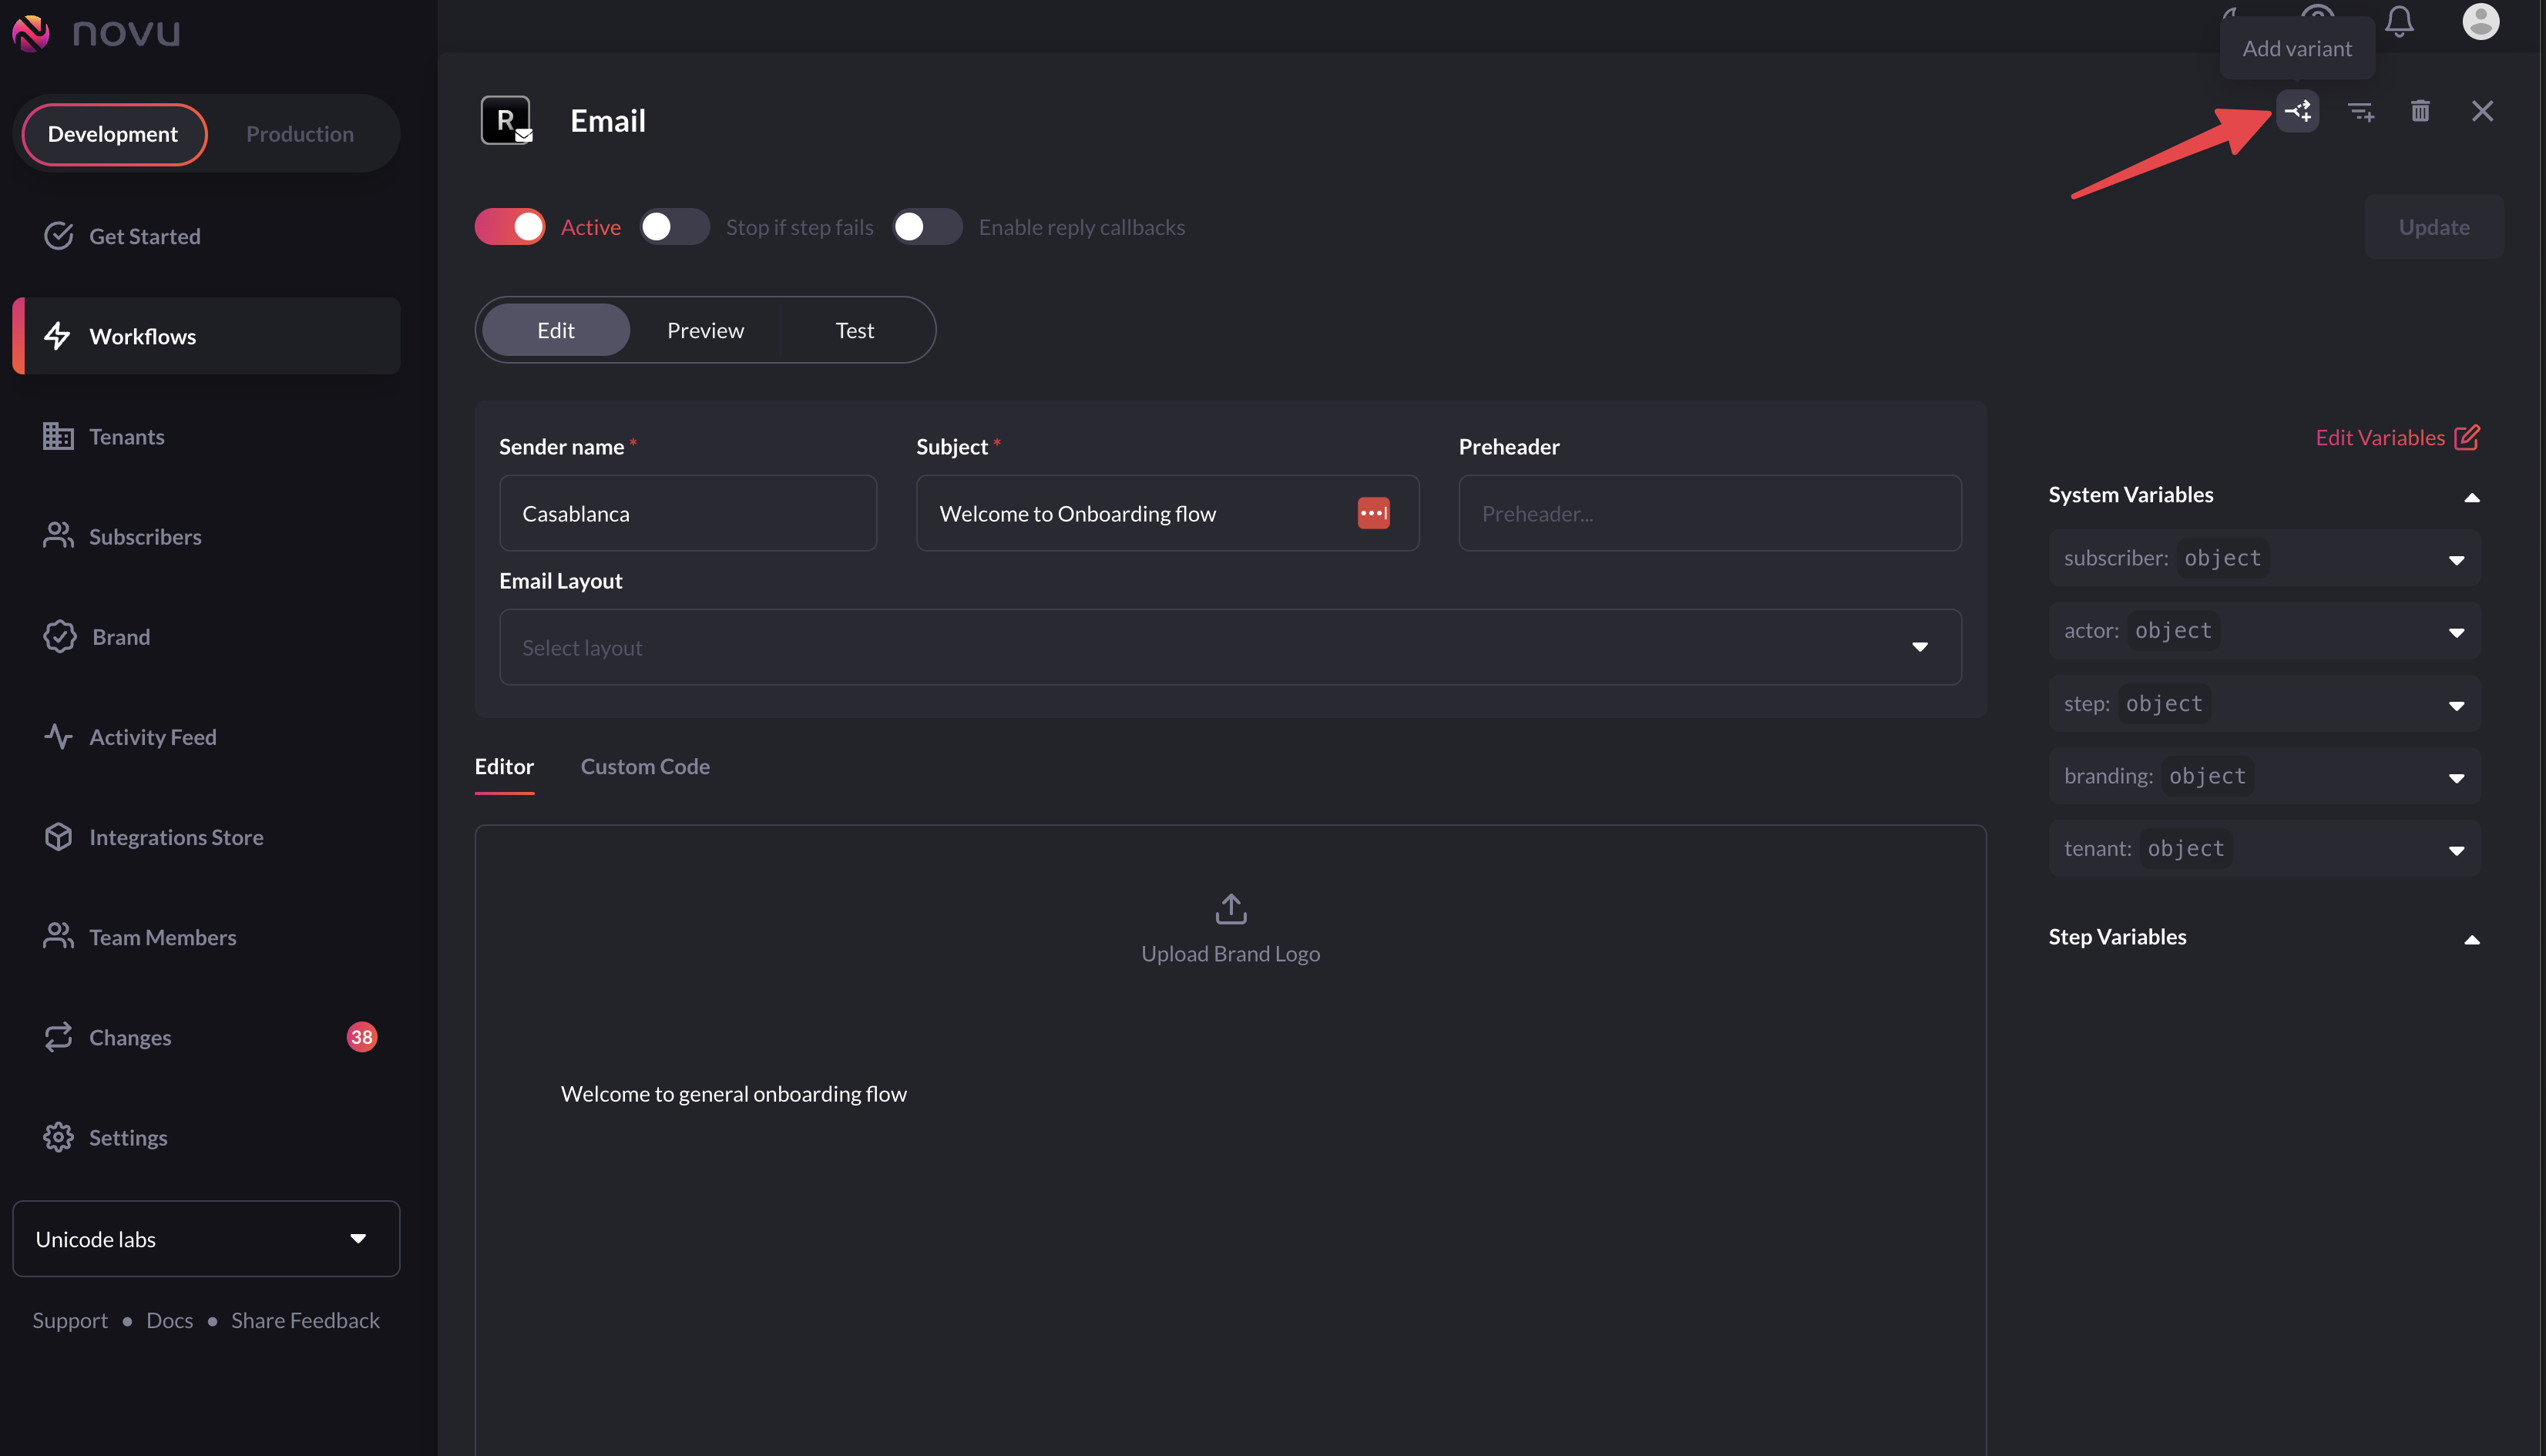 novu
Add variant
Development Production
R Email
Active Stop if step fails Enable reply callbacks
Update
Get Started
Workflows
Edit Preview Test
Tenants
Sender name * Subject * Preheader
Edit Variables
Casablanca Welcome to Onboarding flow Preheader...
System Variables
Subscribers
subscriber: object
Email Layout
Brand
actor: object
Select layout
step: object
Activity Feed
Editor Custom Code
branding: object
Integrations Store
tenant: object
Team Members
Upload Brand Logo
Step Variables
Changes 38
Welcome to general onboarding flow
Settings
Unicode labs
Support • Docs • Share Feedback